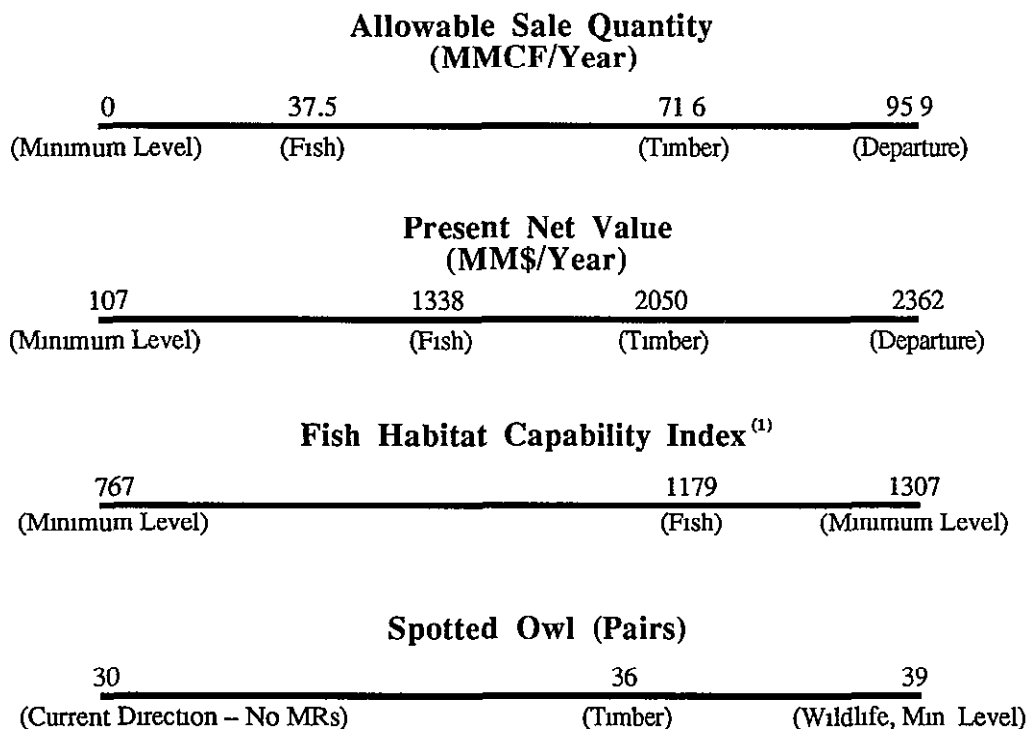 Allowable Sale Quantity
(MMCF/Year)
0 37.5 71 6 95 9
(Minimum Level) (Fish) (Timber) (Departure)
Present Net Value
(MM$/Year)
107 1338 2050 2362
(Minimum Level) (Fish) (Timber) (Departure)
Fish Habitat Capability Index (1)
767 1179 1307
(Minimum Level) (Fish) (Minimum Level)
Spotted Owl (Pairs)
30 36 39
(Current Direction – No MRs) (Timber) (Wildlife, Min Level)